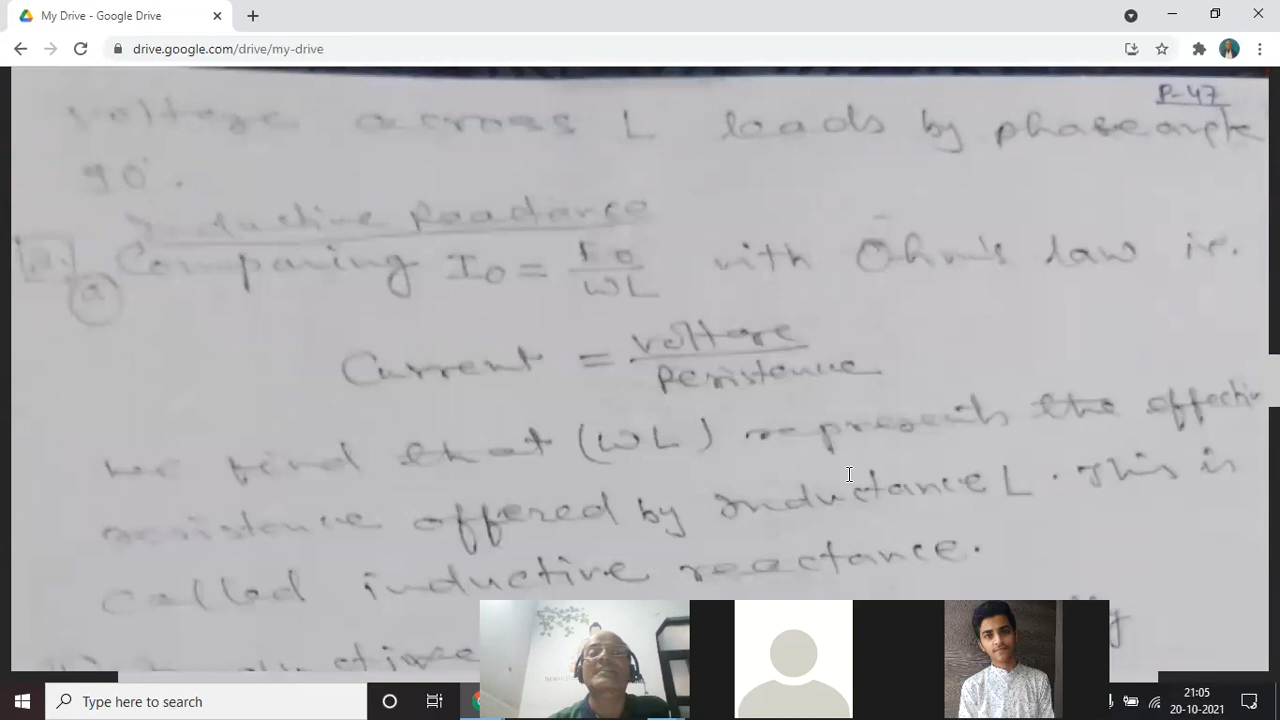 My Drive - Google Drive
drive.google.com/drive/my-drive
P-47
voltage across L leads by phase angle
90°.
Inductive Reactance
(a) Comparing I₀ = E₀/ωL with Ohm's law i.e.
Current = voltage/Resistance
we find that (ωL) represents the effective
resistance offered by inductance L. This is
called inductive reactance.
Type here to search
21:05
20-10-2021